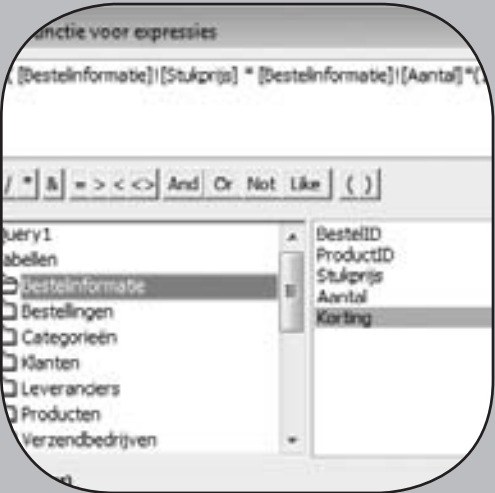 unctie voor expressies
[Bestelinformatie]![Stukprijs] * [Bestelinformatie]![Aantal]*(
/ * & = > < <> And Or Not Like ( )
uery1
abellen
Bestelinformatie
Bestellingen
Categorieën
Klanten
Leveranciers
Producten
Verzendbedrijven
BestelID
ProductID
Stukprijs
Aantal
Korting